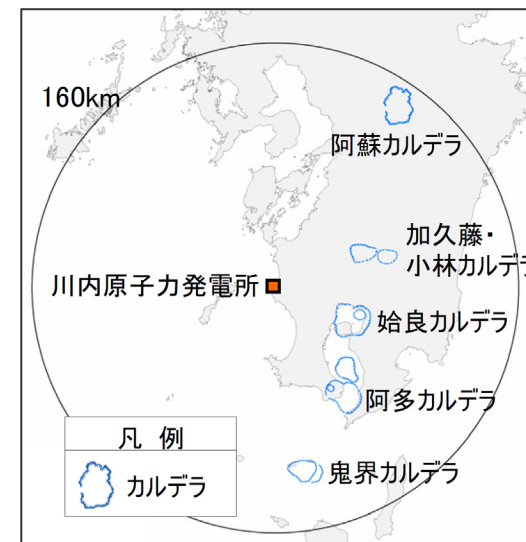 160km
阿蘇カルデラ
加久藤・
小林カルデラ
川内原子力発電所
姶良カルデラ
阿多カルデラ
凡 例
カルデラ
鬼界カルデラ